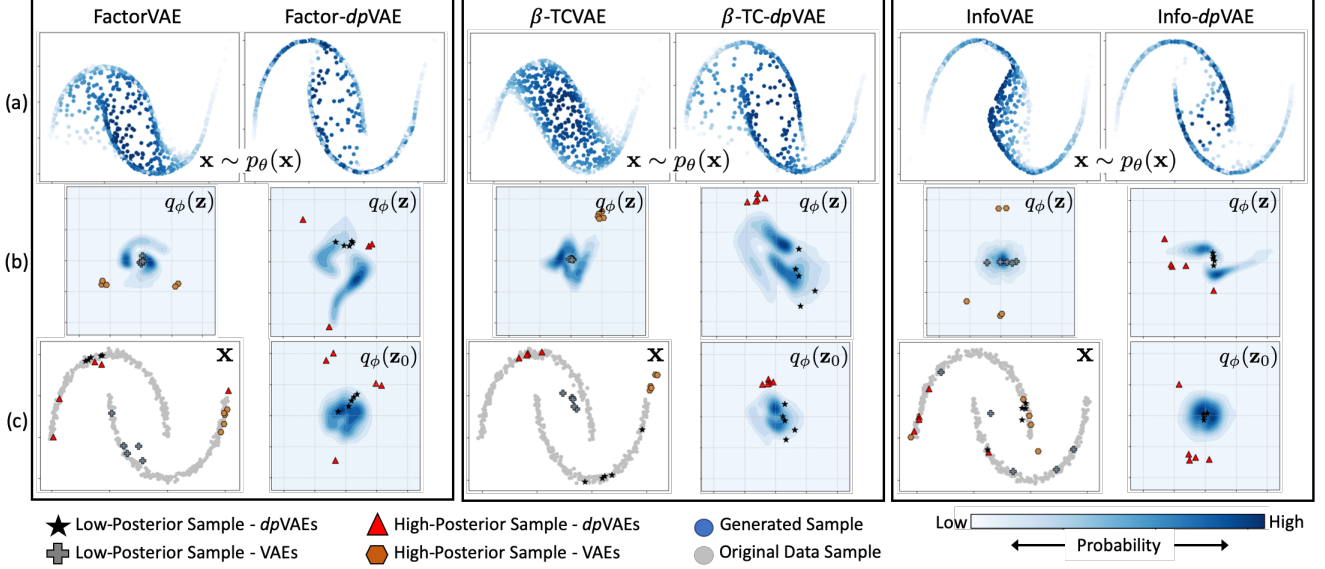 FactorVAE Factor-dpVAE β-TCVAE β-TC-dpVAE InfoVAE Info-dpVAE
(a)
x ∼ pθ(x) x ∼ pθ(x) x ∼ pθ(x)
qϕ(z) qϕ(z) qϕ(z) qϕ(z) qϕ(z) qϕ(z)
(b)
x qϕ(z₀) x qϕ(z₀) x qϕ(z₀)
(c)
Low-Posterior Sample - dpVAEs High-Posterior Sample - dpVAEs Generated Sample Low High
Low-Posterior Sample - VAEs High-Posterior Sample - VAEs Original Data Sample Probability